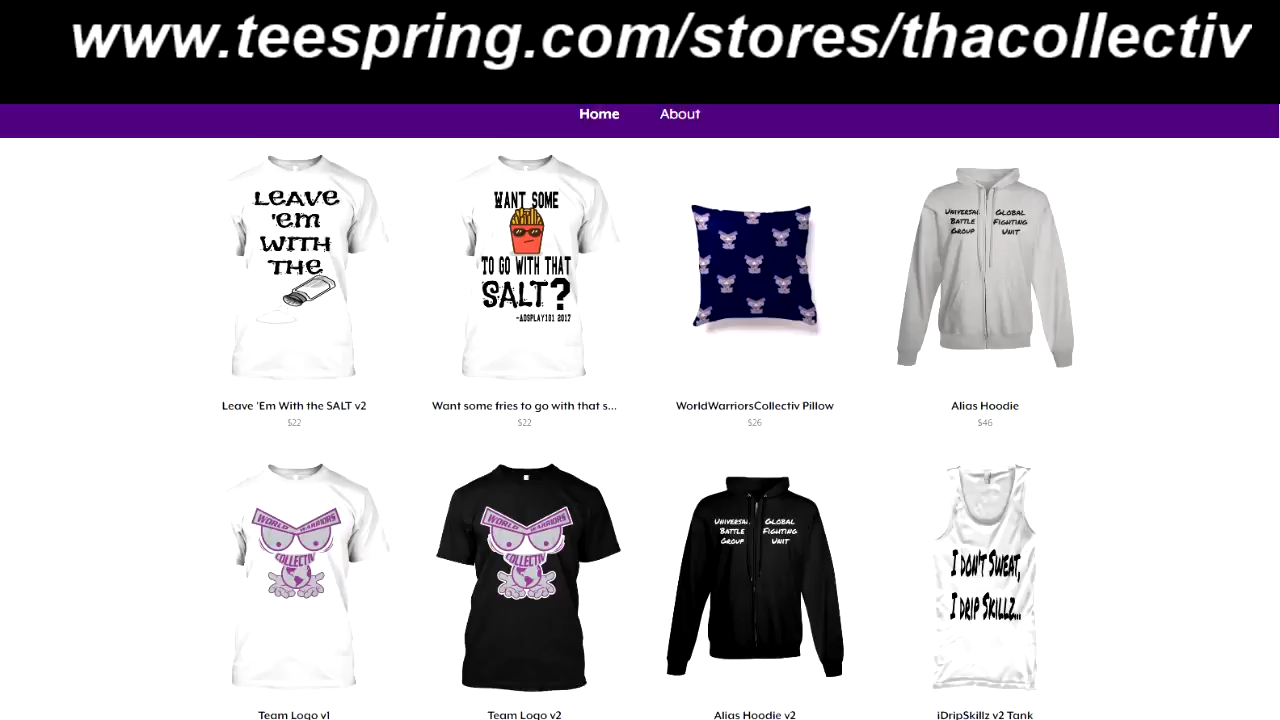 www.teespring.com/stores/thacollectiv
Home About
LEAVE
'EM
WITH
THE
WANT SOME
TO GO WITH THAT
SALT?
-ADSPLAY101 2017
UNIVERSAL GLOBAL
BATTLE FIGHTING
GROUP UNIT
Leave 'Em With the SALT v2
$22
Want some fries to go with that s...
$22
WorldWarriorsCollectiv Pillow
$26
Alias Hoodie
$46
WORLD WARRIORS
COLLECTIV
WORLD WARRIORS
COLLECTIV
UNIVERSAL GLOBAL
BATTLE FIGHTING
GROUP UNIT
I DON'T SWEAT,
I DRIP SKILLZ...
Team Logo v1
Team Logo v2
Alias Hoodie v2
iDripSkillz v2 Tank